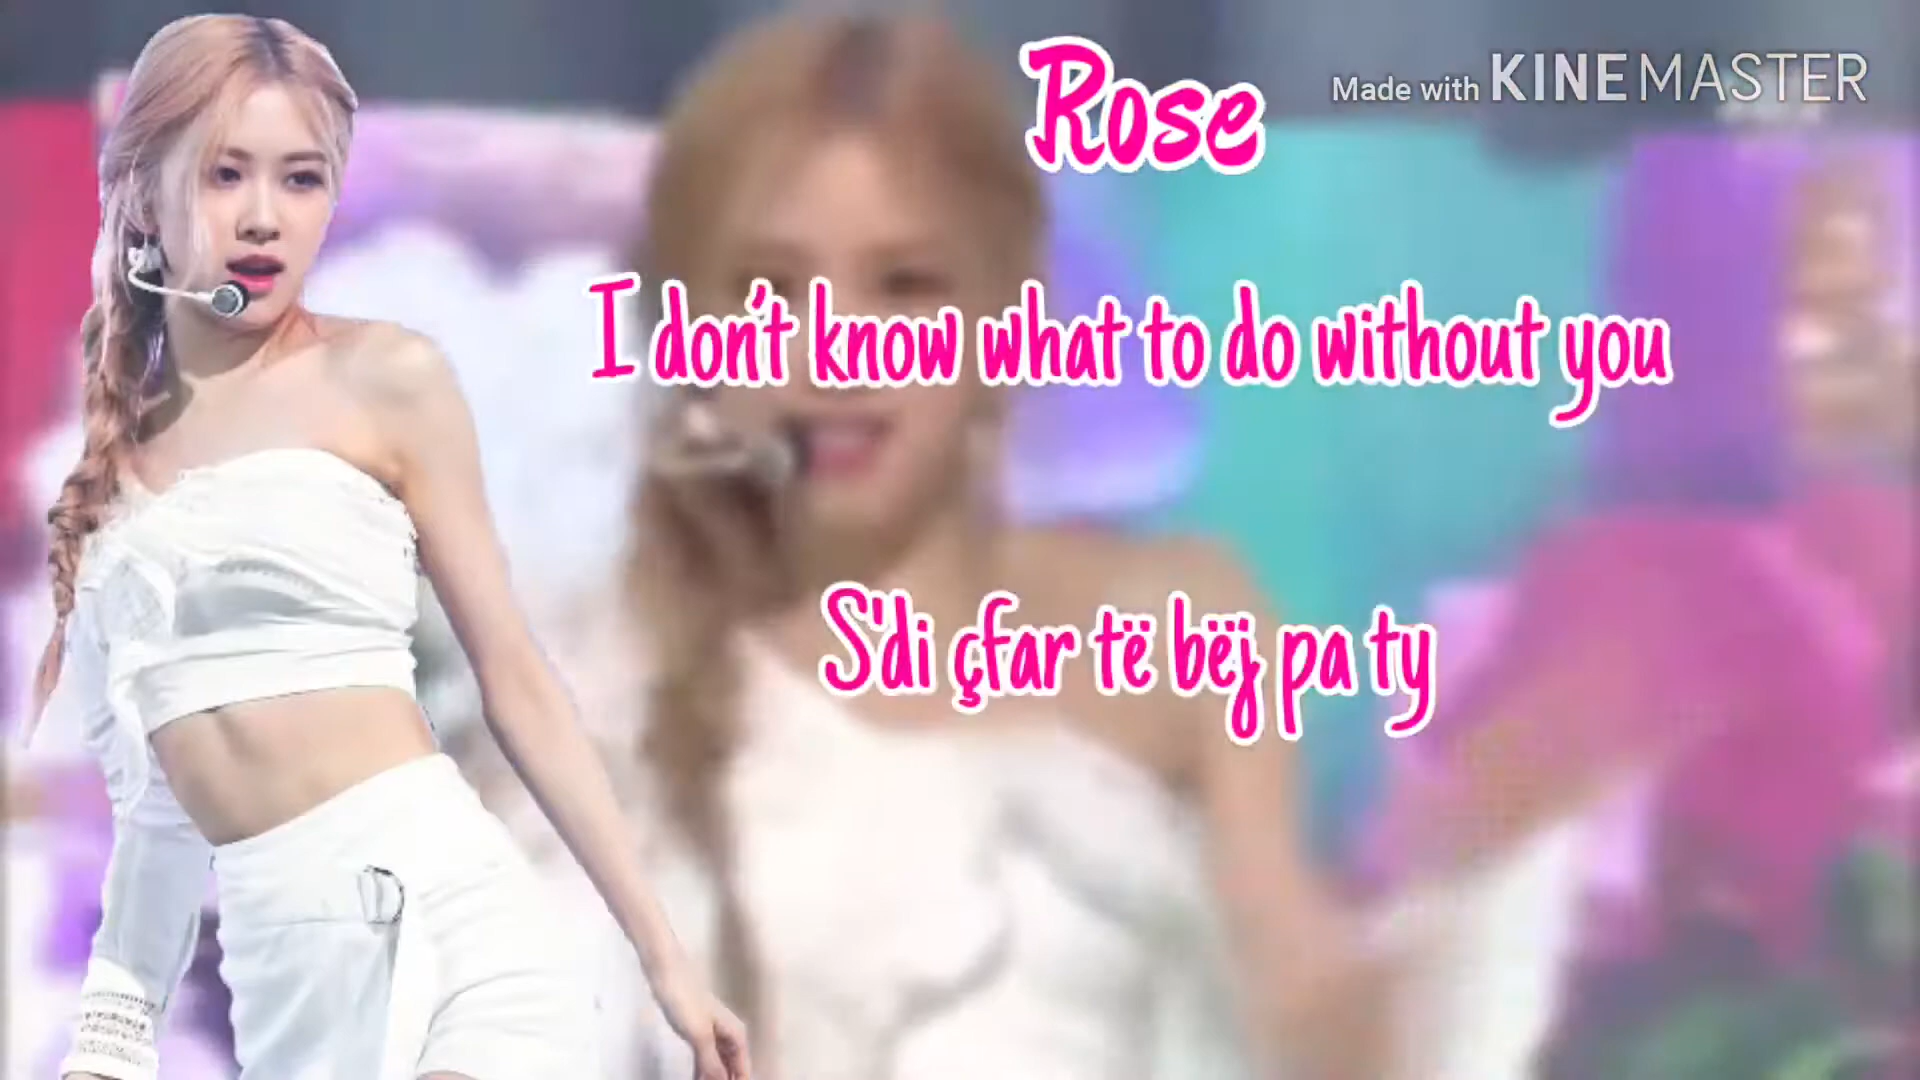 Rose
Made with KINEMASTER
I don't know what to do without you
S'di çfar të bëj pa ty